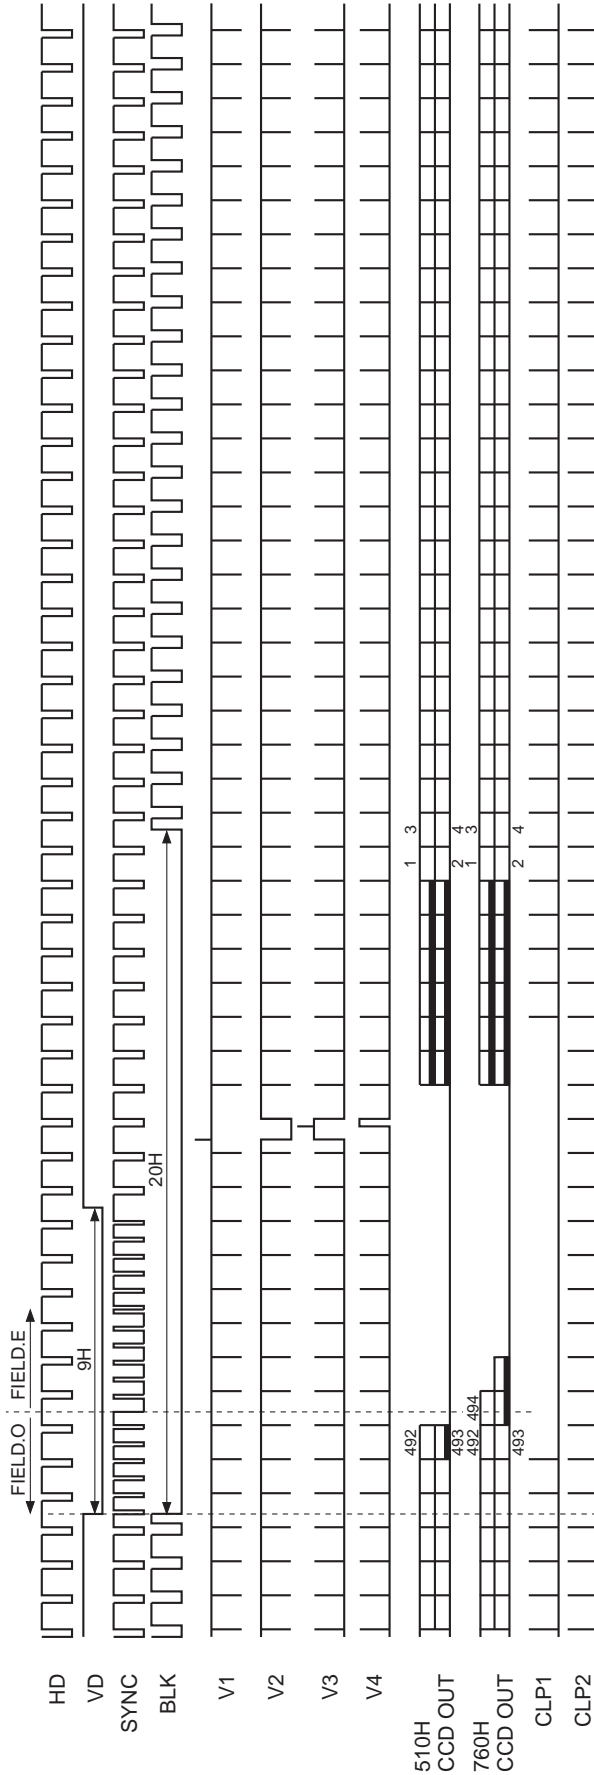 FIELD.O
FIELD.E
HD
VD
9H
SYNC
BLK
20H
V1
V2
V3
V4
492
1
3
510H
CCD OUT
493
2
4
492
494
1
3
760H
CCD OUT
493
2
4
CLP1
CLP2